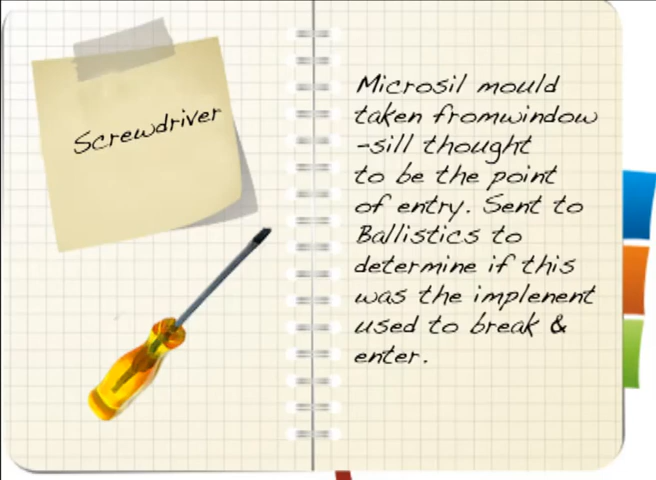 Screwdriver
Microsil mould
taken fromwindow
-sill thought
to be the point
of entry. Sent to
Ballistics to
determine if this
was the implenent
used to break &
enter.